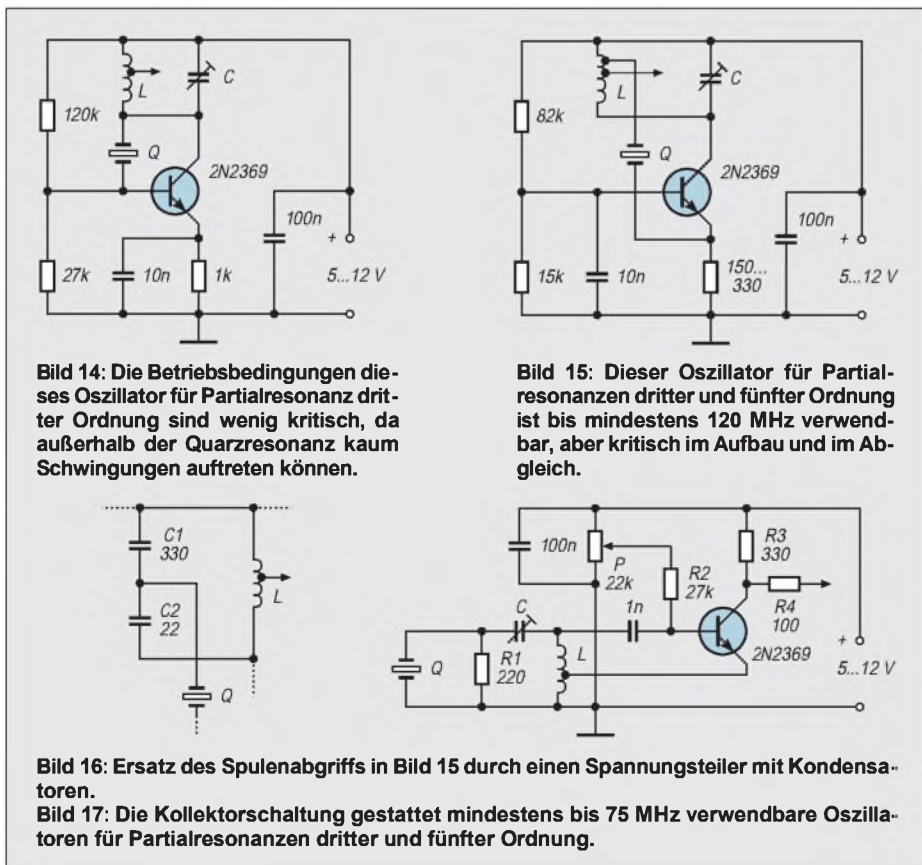 L
C
120k
Q
2N2369
100n
+
5...12 V
27k
10n
1k
L
C
82k
Q
2N2369
100n
+
5...12 V
15k
10n
150...
330
Bild 14: Die Betriebsbedingungen die-
ses Oszillator für Partialresonanz drit-
ter Ordnung sind wenig kritisch, da
außerhalb der Quarzresonanz kaum
Schwingungen auftreten können.
Bild 15: Dieser Oszillator für Partial-
resonanzen dritter und fünfter Ordnung
ist bis mindestens 120 MHz verwend-
bar, aber kritisch im Aufbau und im Ab-
gleich.
C1
330
C2
22
L
Q
100n
P
22k
R2
27k
R3
330
R4
100
1n
C
R1
220
L
Q
2N2369
+
5...12 V
Bild 16: Ersatz des Spulenabgriffs in Bild 15 durch einen Spannungsteiler mit Kondensa-
toren.
Bild 17: Die Kollektorschaltung gestattet mindestens bis 75 MHz verwendbare Oszilla-
toren für Partialresonanzen dritter und fünfter Ordnung.